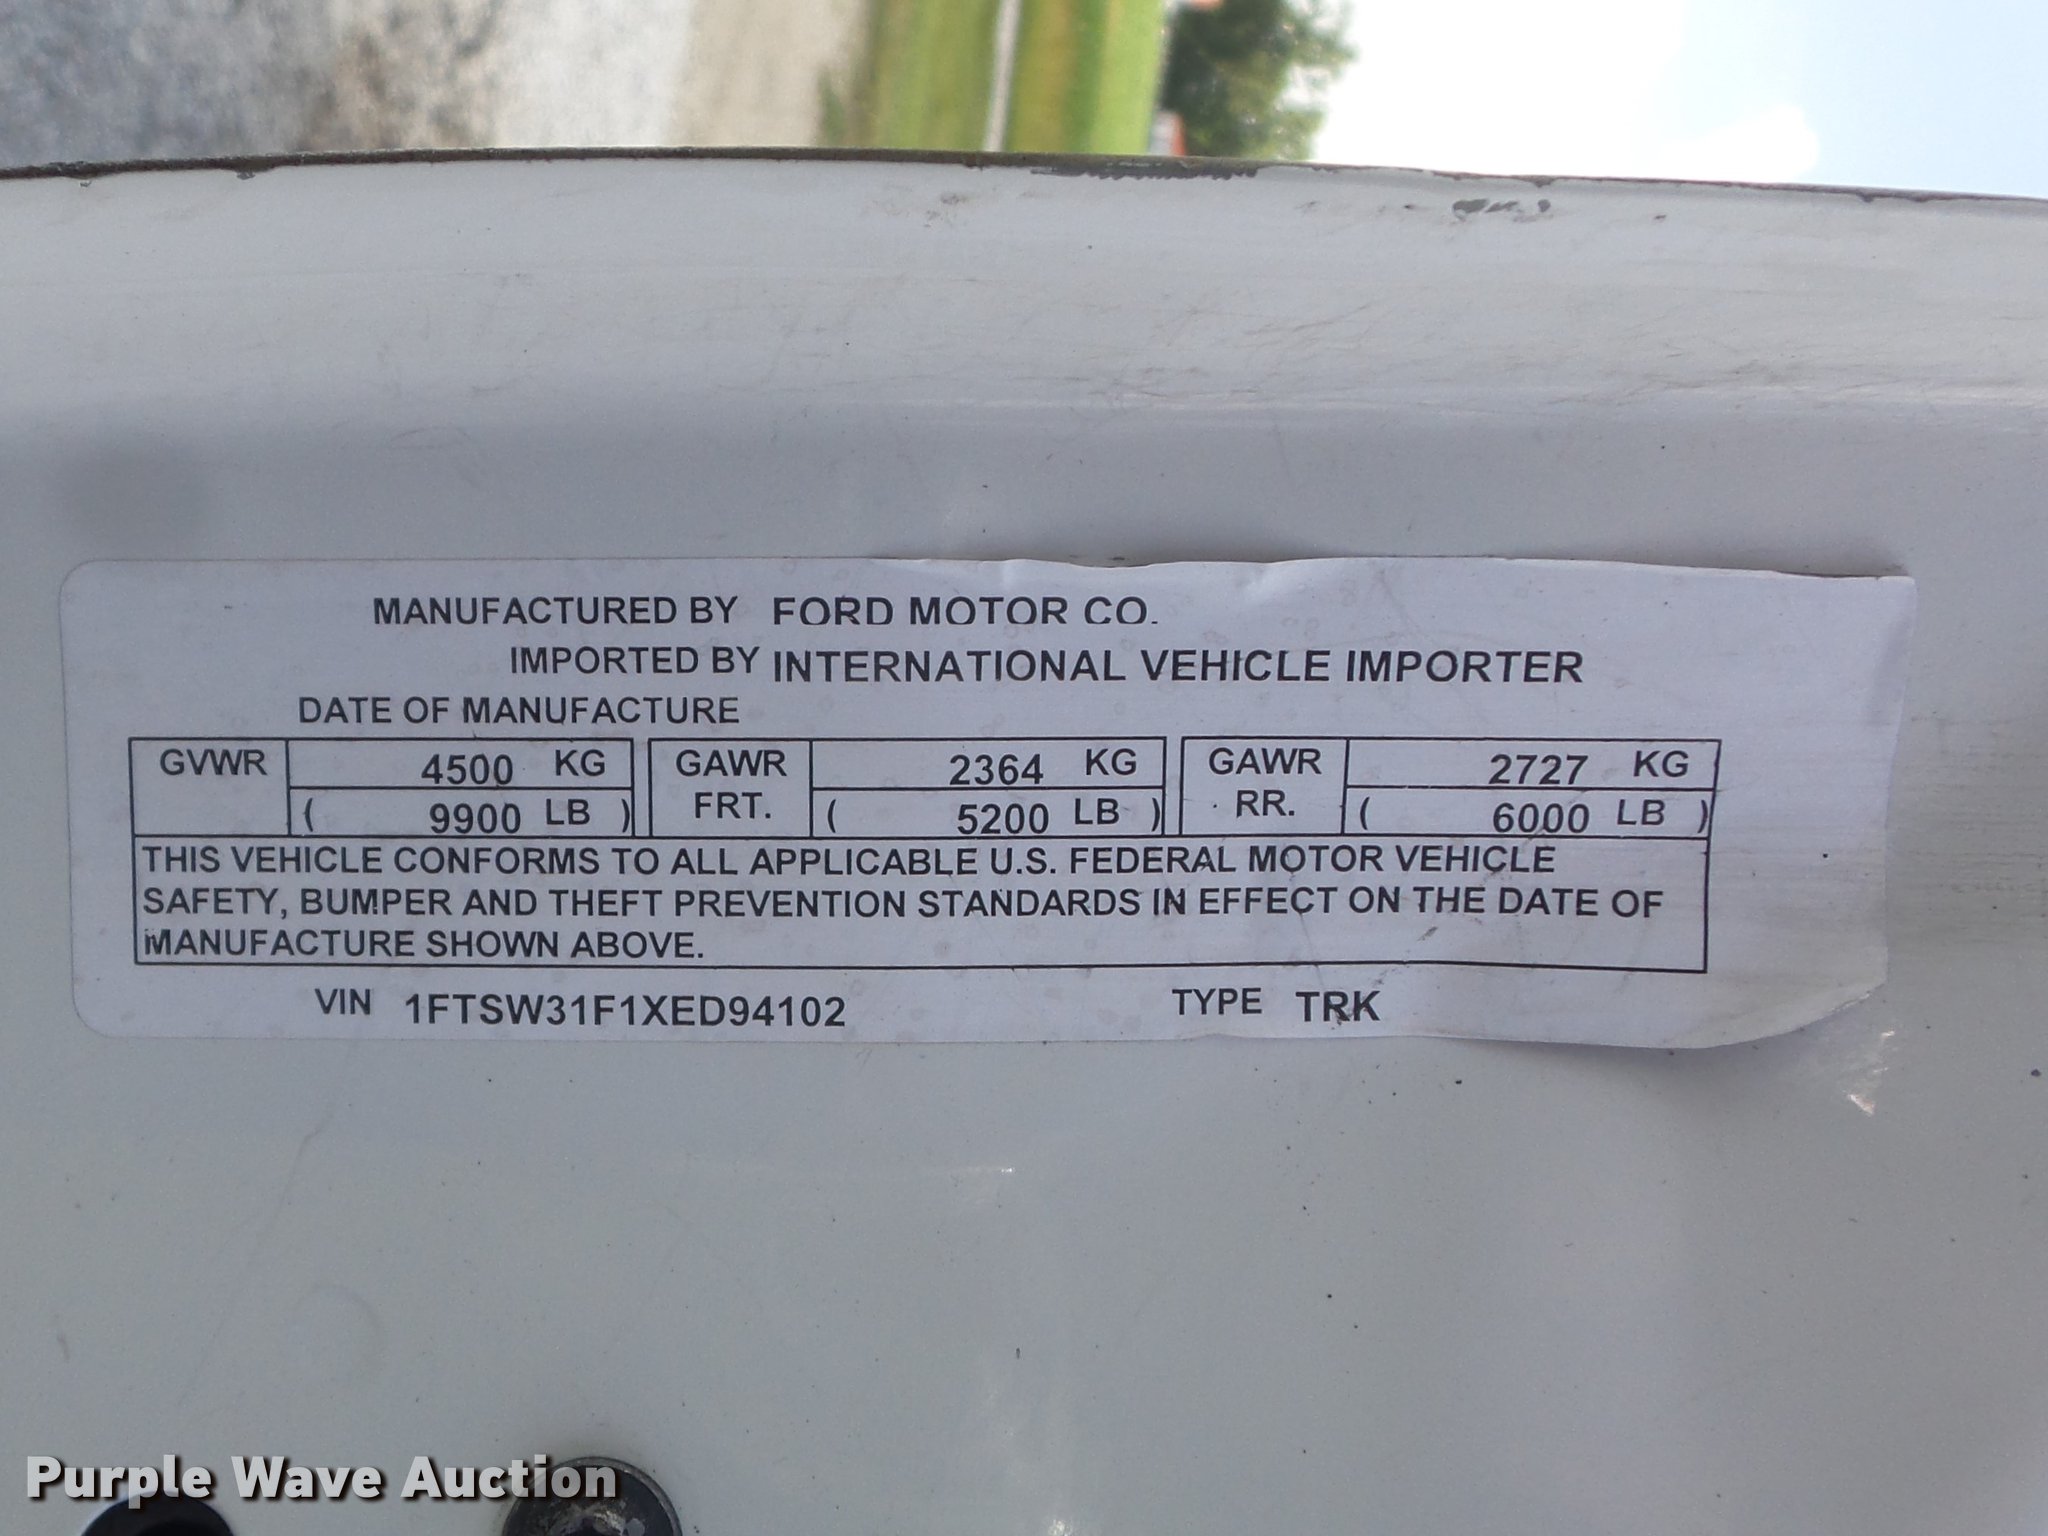 MANUFACTURED BY FORD MOTOR CO.
IMPORTED BY INTERNATIONAL VEHICLE IMPORTER
DATE OF MANUFACTURE
GVWR 4500 KG GAWR 2364 KG GAWR 2727 KG
( 9900 LB ) FRT. ( 5200 LB ) RR. ( 6000 LB )
THIS VEHICLE CONFORMS TO ALL APPLICABLE U.S. FEDERAL MOTOR VEHICLE
SAFETY, BUMPER AND THEFT PREVENTION STANDARDS IN EFFECT ON THE DATE OF
MANUFACTURE SHOWN ABOVE.
VIN 1FTSW31F1XED94102 TYPE TRK
Purple Wave Auction